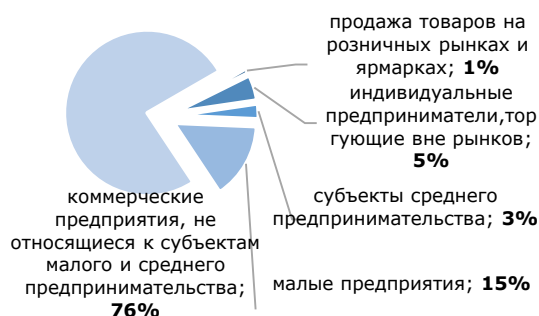 продажа товаров на
розничных рынках и
ярмарках; 1%
индивидуальные
предприниматели,тор
гующие вне рынков;
5%
субъекты среднего
предпринимательства; 3%
малые предприятия; 15%
коммерческие
предприятия, не
относящиеся к субъектам
малого и среднего
предпринимательства;
76%